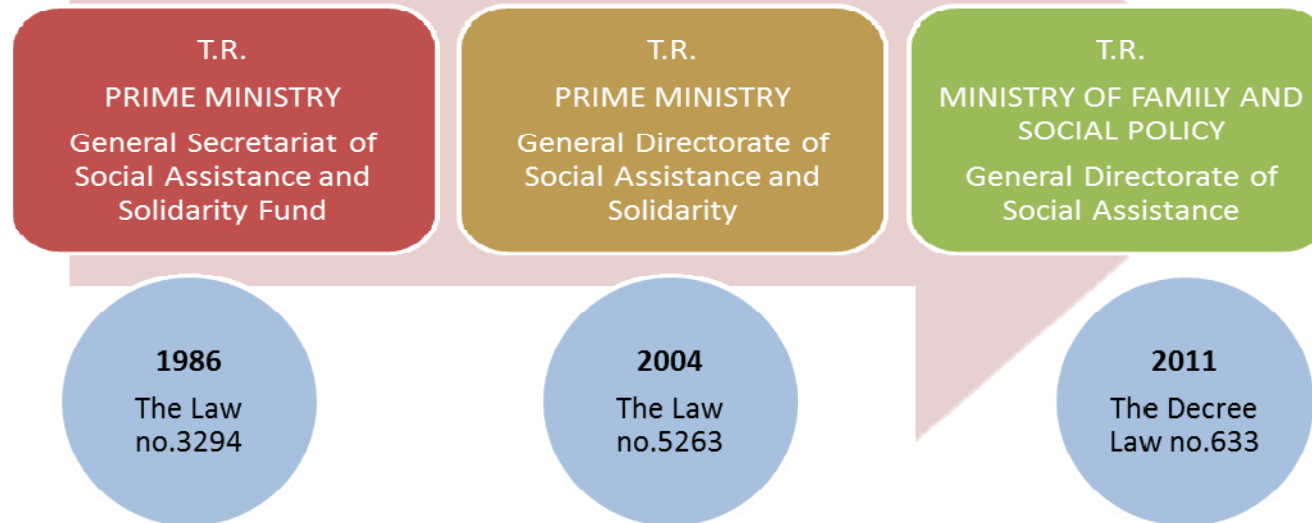 T.R.
PRIME MINISTRY
General Secretariat of
Social Assistance and
Solidarity Fund
T.R.
PRIME MINISTRY
General Directorate of
Social Assistance and
Solidarity
T.R.
MINISTRY OF FAMILY AND
SOCIAL POLICY
General Directorate of
Social Assistance
1986
The Law
no.3294
2004
The Law
no.5263
2011
The Decree
Law no.633